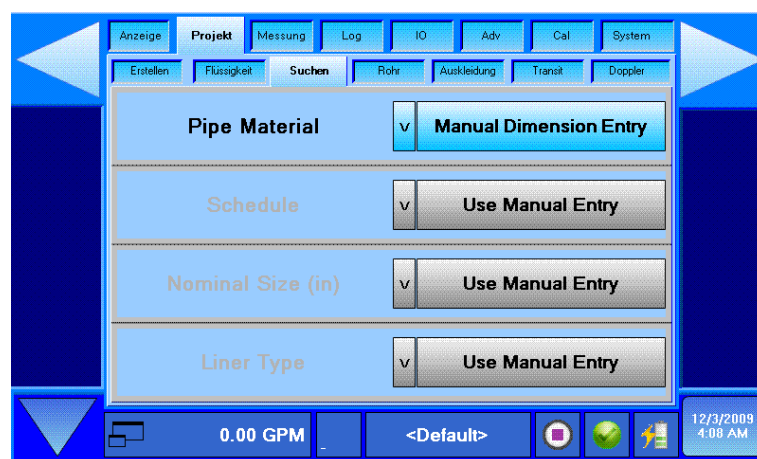 Anzeige Projekt Messung Log IO Adv Cal System
Erstellen Flüssigkeit Suchen Rohr Auskleidung Transit Doppler
Pipe Material v Manual Dimension Entry
Schedule v Use Manual Entry
Nominal Size (in) v Use Manual Entry
Liner Type v Use Manual Entry
0.00 GPM _ <Default> 12/3/2009
4:08 AM